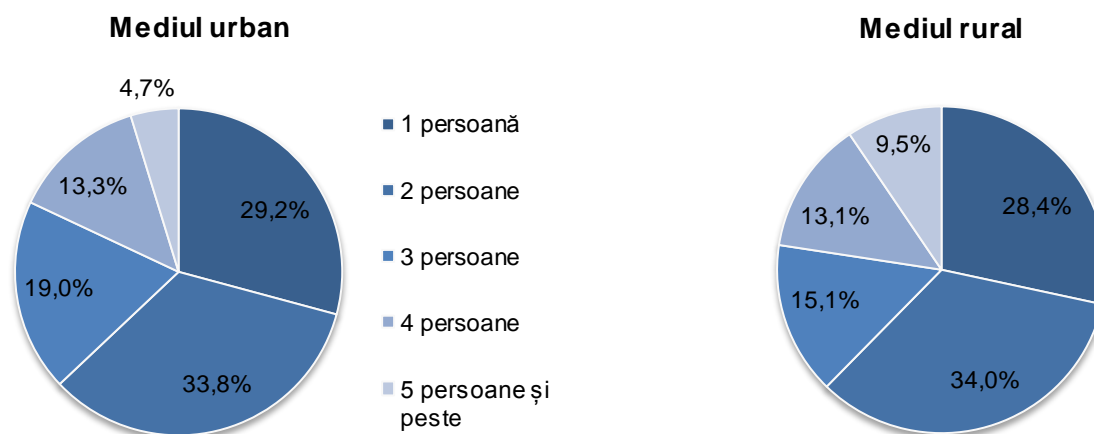 Mediul urban
4,7%
13,3%
29,2%
19,0%
33,8%
1 persoană
2 persoane
3 persoane
4 persoane
5 persoane și
peste
Mediul rural
9,5%
13,1%
28,4%
15,1%
34,0%